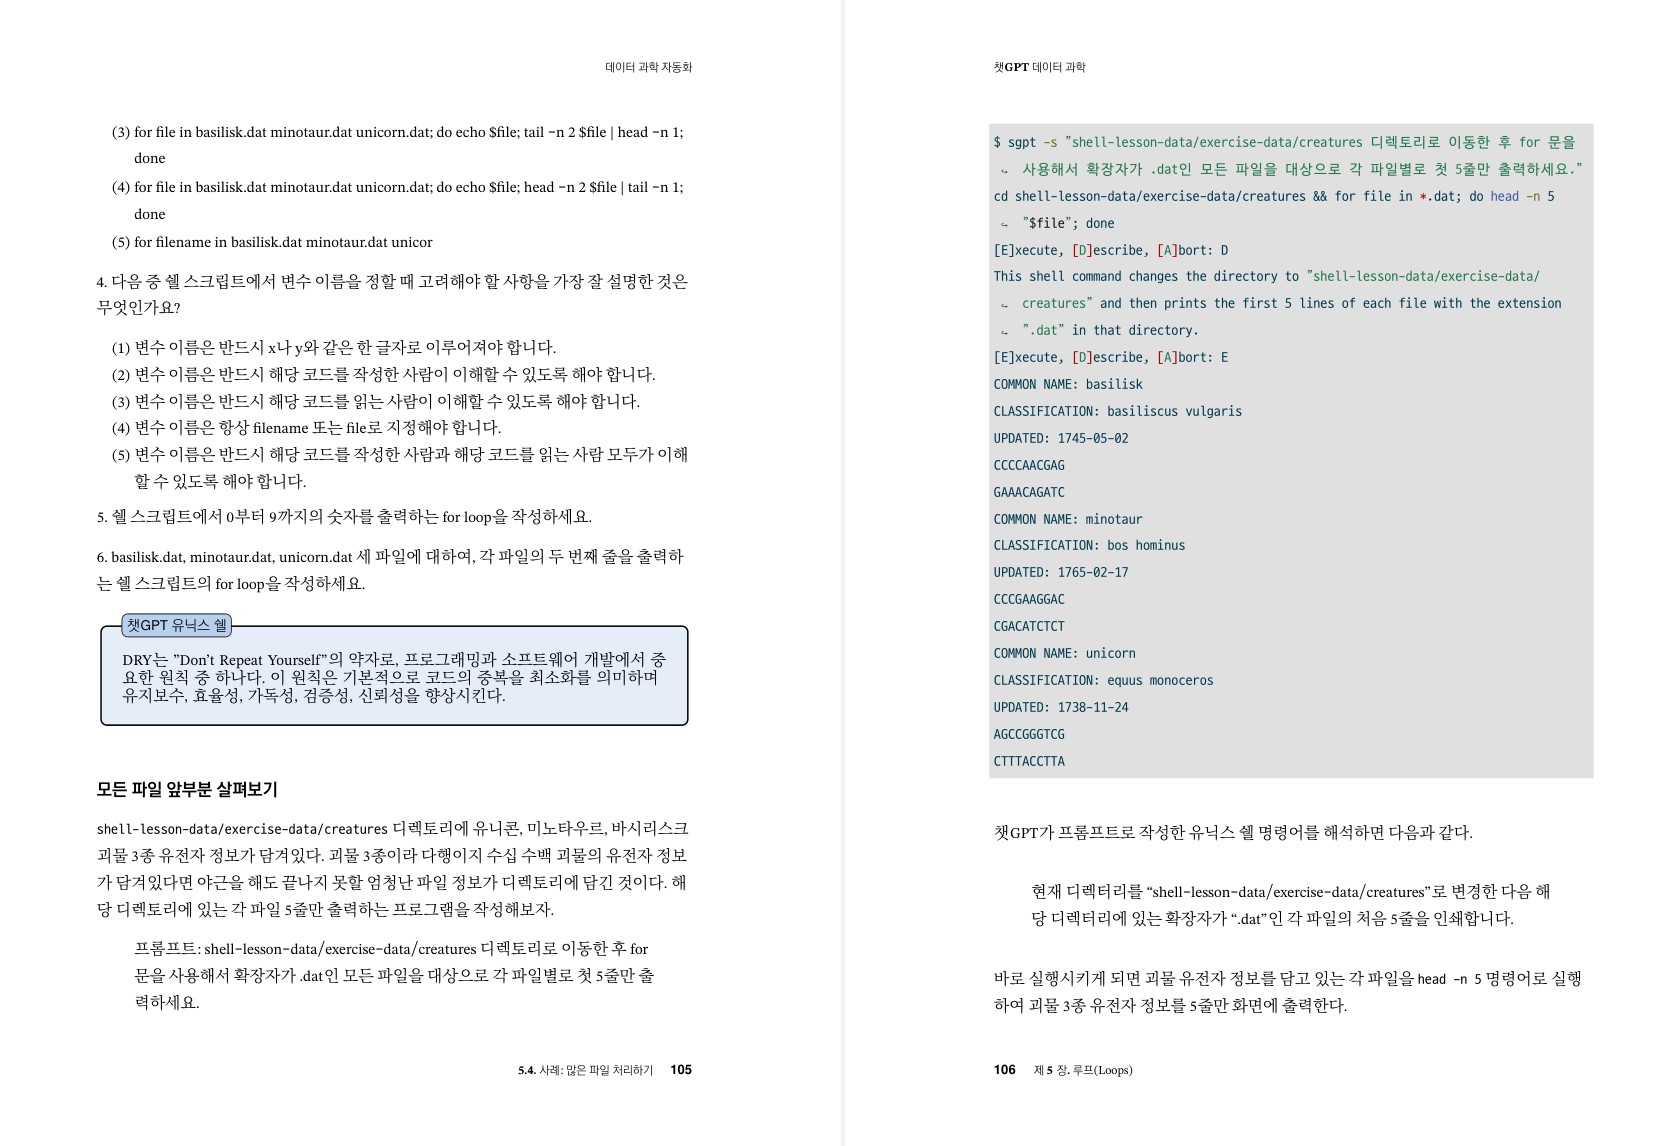 데이터 과학 자동화
(3) for file in basilisk.dat minotaur.dat unicorn.dat; do echo $file; tail −n 2 $file | head −n 1;
done
(4) for file in basilisk.dat minotaur.dat unicorn.dat; do echo $file; head −n 2 $file | tail −n 1;
done
(5) for filename in basilisk.dat minotaur.dat unicor
4. 다음 중 쉘 스크립트에서 변수 이름을 정할 때 고려해야 할 사항을 가장 잘 설명한 것은
무엇인가요?
(1) 변수 이름은 반드시 x나 y와 같은 한 글자로 이루어져야 합니다.
(2) 변수 이름은 반드시 해당 코드를 작성한 사람이 이해할 수 있도록 해야 합니다.
(3) 변수 이름은 반드시 해당 코드를 읽는 사람이 이해할 수 있도록 해야 합니다.
(4) 변수 이름은 항상 filename 또는 file로 지정해야 합니다.
(5) 변수 이름은 반드시 해당 코드를 작성한 사람과 해당 코드를 읽는 사람 모두가 이해
할 수 있도록 해야 합니다.
5. 쉘 스크립트에서 0부터 9까지의 숫자를 출력하는 for loop을 작성하세요.
6. basilisk.dat, minotaur.dat, unicorn.dat 세 파일에 대하여, 각 파일의 두 번째 줄을 출력하
는 쉘 스크립트의 for loop을 작성하세요.
챗GPT 유닉스 쉘
DRY는 ”Don’t Repeat Yourself”의 약자로, 프로그래밍과 소프트웨어 개발에서 중
요한 원칙 중 하나다. 이 원칙은 기본적으로 코드의 중복을 최소화를 의미하며
유지보수, 효율성, 가독성, 검증성, 신뢰성을 향상시킨다.
모든 파일 앞부분 살펴보기
shell-lesson-data/exercise-data/creatures 디렉토리에 유니콘, 미노타우르, 바시리스크
괴물 3종 유전자 정보가 담겨있다. 괴물 3종이라 다행이지 수십 수백 괴물의 유전자 정보
가 담겨있다면 야근을 해도 끝나지 못할 엄청난 파일 정보가 디렉토리에 담긴 것이다. 해
당 디렉토리에 있는 각 파일 5줄만 출력하는 프로그램을 작성해보자.
프롬프트: shell−lesson−data/exercise−data/creatures 디렉토리로 이동한 후 for
문을 사용해서 확장자가 .dat인 모든 파일을 대상으로 각 파일별로 첫 5줄만 출
력하세요.
5.4. 사례: 많은 파일 처리하기 105
챗GPT 데이터 과학
$ sgpt -s ”shell-lesson-data/exercise-data/creatures 디렉토리로 이동한 후 for 문을
↪ 사용해서 확장자가 .dat인 모든 파일을 대상으로 각 파일별로 첫 5줄만 출력하세요.”
cd shell-lesson-data/exercise-data/creatures && for file in *.dat; do head -n 5
↪ ”$file”; done
[E]xecute, [D]escribe, [A]bort: D
This shell command changes the directory to ”shell-lesson-data/exercise-data/
↪ creatures” and then prints the first 5 lines of each file with the extension
↪ ”.dat” in that directory.
[E]xecute, [D]escribe, [A]bort: E
COMMON NAME: basilisk
CLASSIFICATION: basiliscus vulgaris
UPDATED: 1745-05-02
CCCCAACGAG
GAAACAGATC
COMMON NAME: minotaur
CLASSIFICATION: bos hominus
UPDATED: 1765-02-17
CCCGAAGGAC
CGACATCTCT
COMMON NAME: unicorn
CLASSIFICATION: equus monoceros
UPDATED: 1738-11-24
AGCCGGGTCG
CTTTACCTTA
챗GPT가 프롬프트로 작성한 유닉스 쉘 명령어를 해석하면 다음과 같다.
현재 디렉터리를 “shell−lesson−data/exercise−data/creatures”로 변경한 다음 해
당 디렉터리에 있는 확장자가 “.dat”인 각 파일의 처음 5줄을 인쇄합니다.
바로 실행시키게 되면 괴물 유전자 정보를 담고 있는 각 파일을 head -n 5 명령어로 실행
하여 괴물 3종 유전자 정보를 5줄만 화면에 출력한다.
106 제 5 장. 루프(Loops)